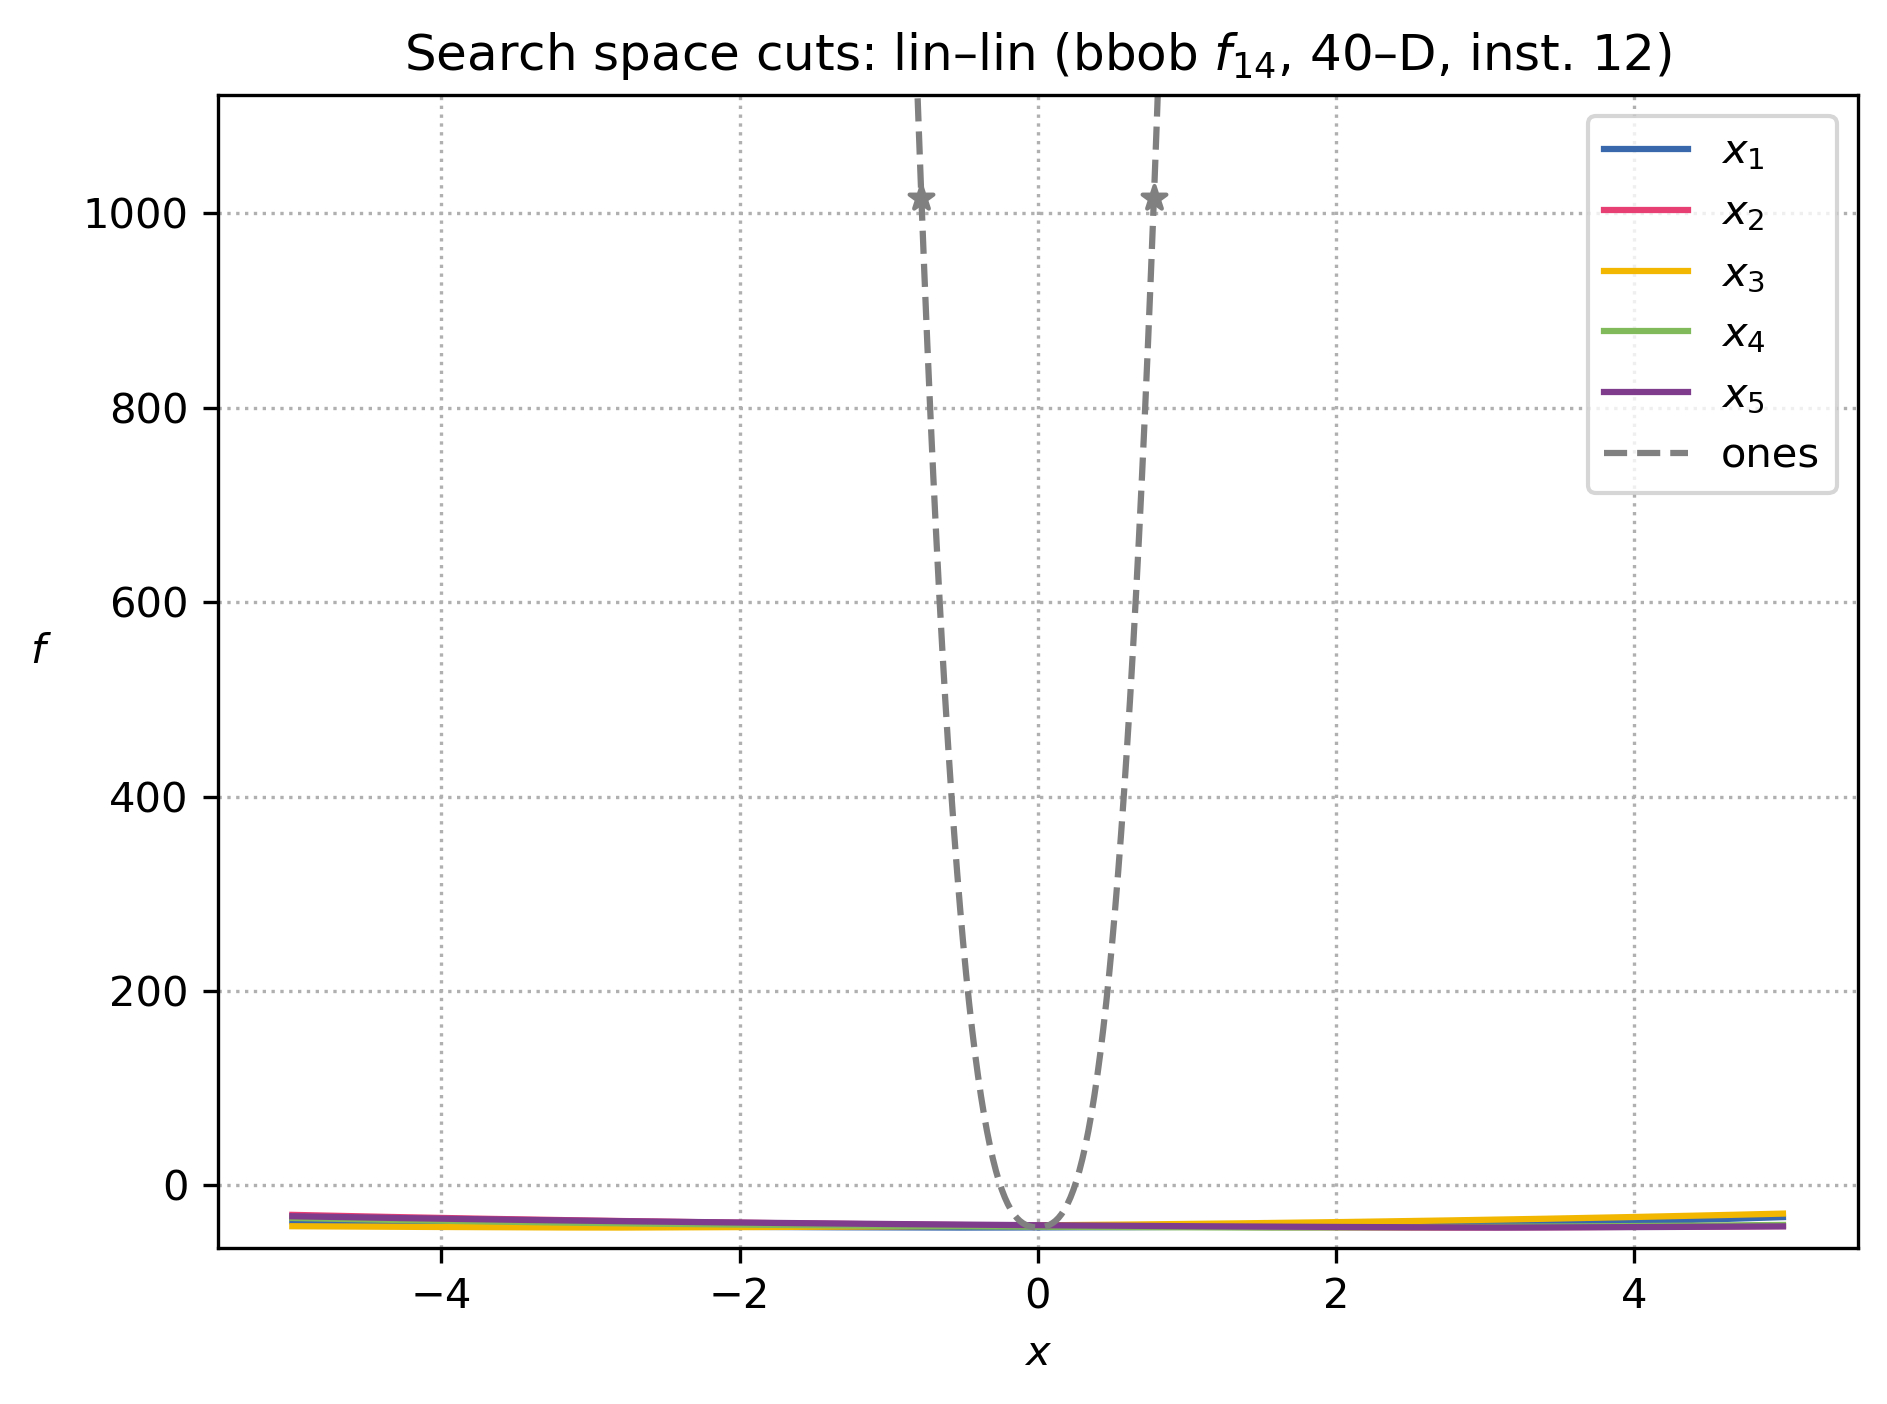 Search space cuts: lin–lin (bbob f₁₄, 40–D, inst. 12)
x₁
x₂
x₃
x₄
x₅
ones
1000
800
600
400
200
0
f
−4 −2 0 2 4
x